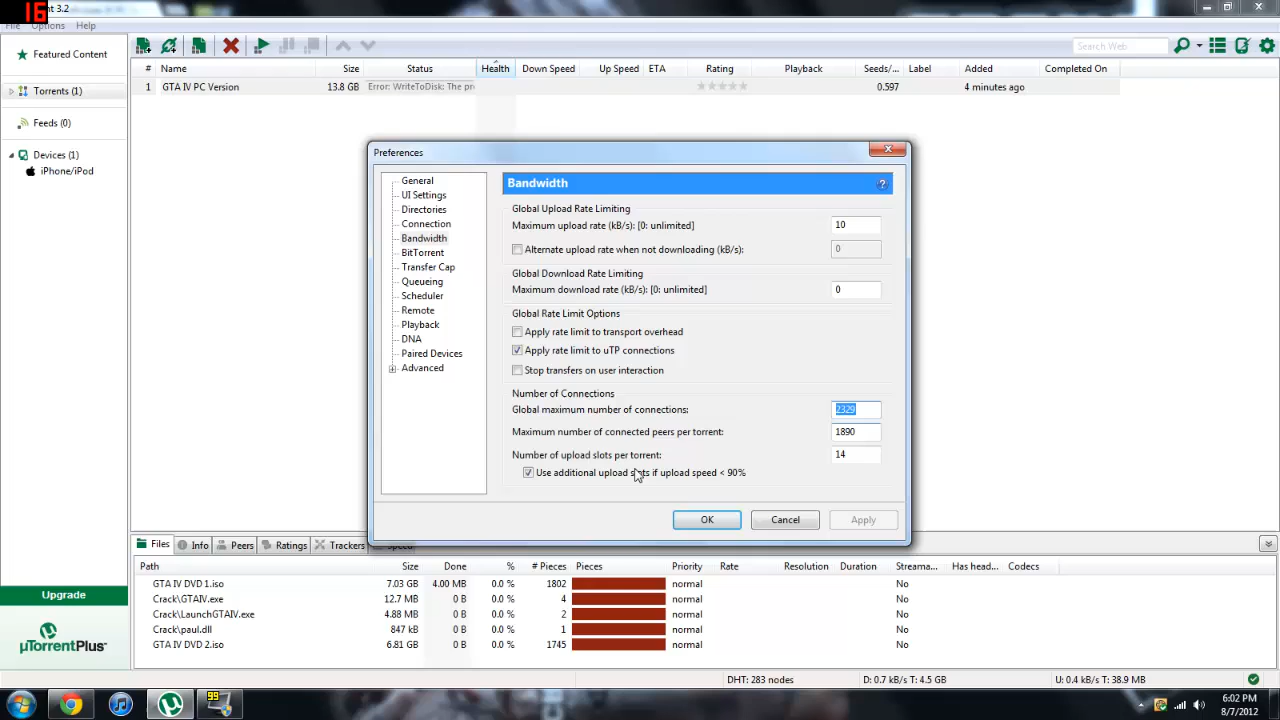 16
nt 3.2
File Options Help
Search Web
Featured Content
Torrents (1)
Feeds (0)
Devices (1)
iPhone/iPod
# Name Size Status Health Down Speed Up Speed ETA Rating Playback Seeds/... Label Added Completed On
1 GTA IV PC Version 13.8 GB Error: WriteToDisk: The pr 0.597 4 minutes ago
Preferences
General
UI Settings
Directories
Connection
Bandwidth
BitTorrent
Transfer Cap
Queueing
Scheduler
Remote
Playback
DNA
Paired Devices
Advanced
Bandwidth
Global Upload Rate Limiting
Maximum upload rate (kB/s): [0: unlimited] 10
Alternate upload rate when not downloading (kB/s): 0
Global Download Rate Limiting
Maximum download rate (kB/s): [0: unlimited] 0
Global Rate Limit Options
Apply rate limit to transport overhead
Apply rate limit to uTP connections
Stop transfers on user interaction
Number of Connections
Global maximum number of connections: 2329
Maximum number of connected peers per torrent: 1890
Number of upload slots per torrent: 14
Use additional upload slots if upload speed < 90%
OK Cancel Apply
Files Info Peers Ratings Trackers Speed
Path Size Done % # Pieces Pieces Priority Rate Resolution Duration Streama... Has head... Codecs
GTA IV DVD 1.iso 7.03 GB 4.00 MB 0.0 % 1802 normal No
Crack\GTAIV.exe 12.7 MB 0 B 0.0 % 4 normal No
Crack\LaunchGTAIV.exe 4.88 MB 0 B 0.0 % 2 normal No
Crack\paul.dll 847 kB 0 B 0.0 % 1 normal No
GTA IV DVD 2.iso 6.81 GB 0 B 0.0 % 1745 normal No
Upgrade
µTorrentPlus
DHT: 283 nodes D: 0.7 kB/s T: 4.5 GB U: 0.4 kB/s T: 38.9 MB
99
6:02 PM
8/7/2012